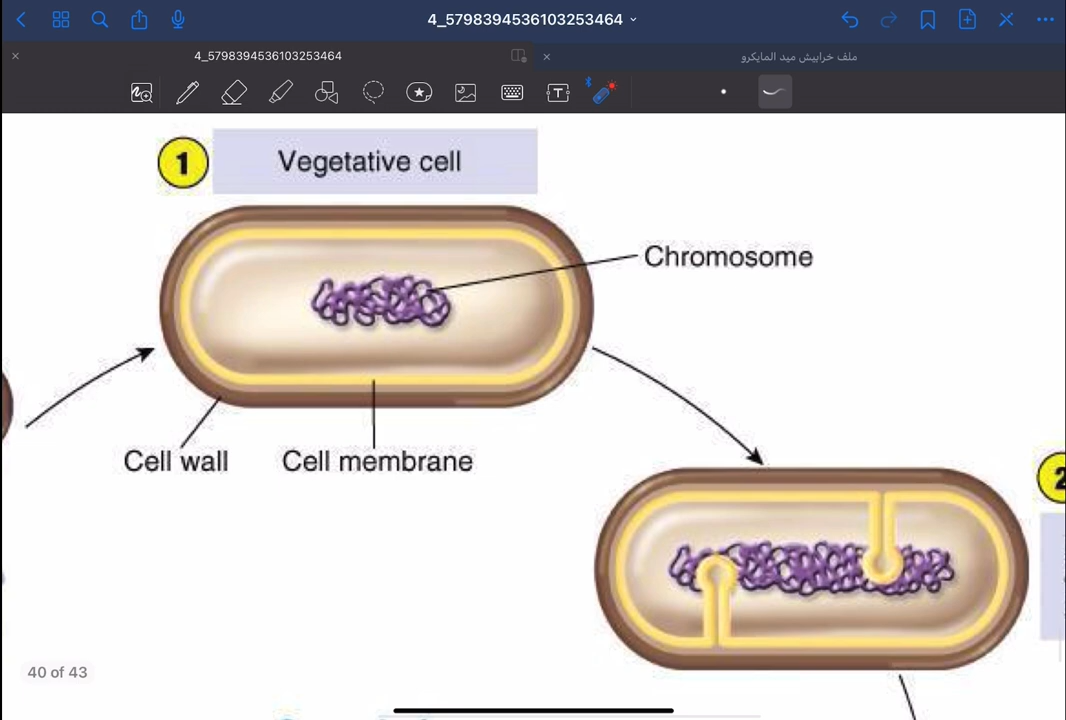 4_5798394536103253464
4_5798394536103253464
ملف خرابيش ميد المايكرو
T
1
Vegetative cell
Chromosome
Cell wall
Cell membrane
2
40 of 43